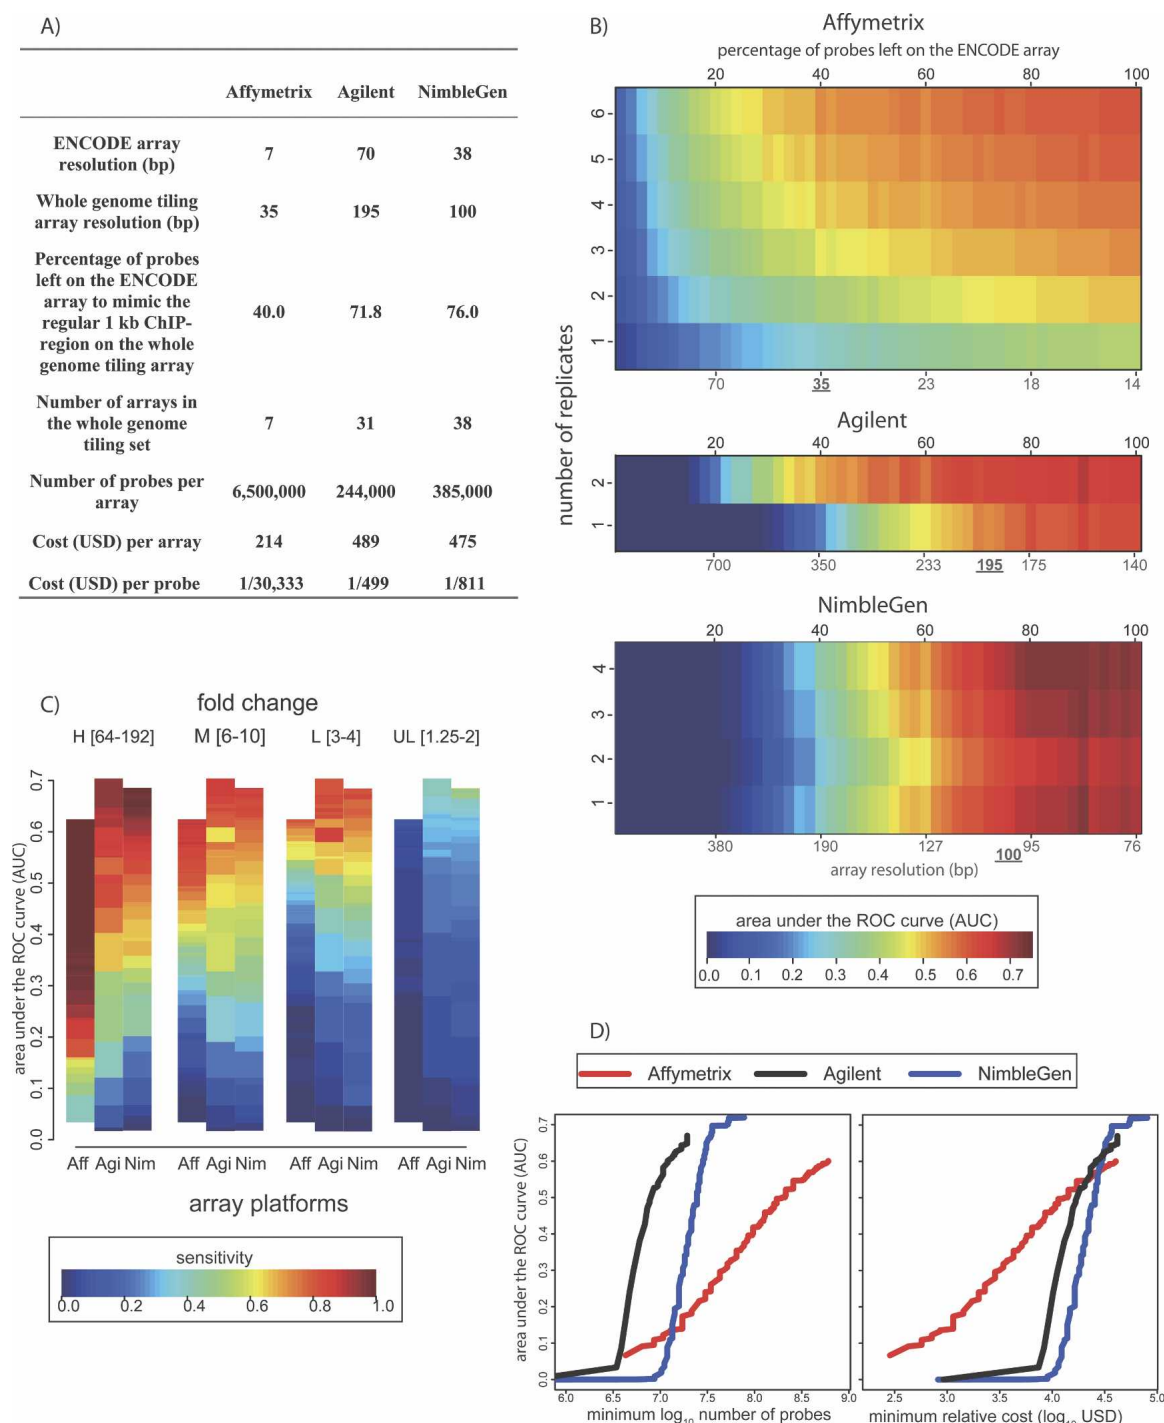 A)
Affymetrix Agilent NimbleGen
ENCODE array
resolution (bp)
7 70 38
Whole genome tiling
array resolution (bp)
35 195 100
Percentage of probes
left on the ENCODE
array to mimic the
regular 1 kb ChIP-
region on the whole
genome tiling array
40.0 71.8 76.0
Number of arrays in
the whole genome
tiling set
7 31 38
Number of probes per
array
6,500,000 244,000 385,000
Cost (USD) per array
214 489 475
Cost (USD) per probe
1/30,333 1/499 1/811
B)
Affymetrix
percentage of probes left on the ENCODE array
20 40 60 80 100
6
5
4
3
2
1
70 35 23 18 14
number of replicates
Agilent
20 40 60 80 100
2
1
700 350 233 195 175 140
NimbleGen
20 40 60 80 100
4
3
2
1
380 190 127 100 95 76
array resolution (bp)
area under the ROC curve (AUC)
0.0 0.1 0.2 0.3 0.4 0.5 0.6 0.7
C)
fold change
H [64-192] M [6-10] L [3-4] UL [1.25-2]
area under the ROC curve (AUC)
0.7
0.6
0.5
0.4
0.3
0.2
0.1
0.0
Aff Agi Nim Aff Agi Nim Aff Agi Nim Aff Agi Nim
array platforms
sensitivity
0.0 0.2 0.4 0.6 0.8 1.0
D)
Affymetrix Agilent NimbleGen
area under the ROC curve (AUC)
0.7
0.6
0.5
0.4
0.3
0.2
0.1
0.0
6.0 6.5 7.0 7.5 8.0 8.5 9.0
minimum log10 number of probes
2.5 3.0 3.5 4.0 4.5 5.0
minimum relative cost (log10 USD)